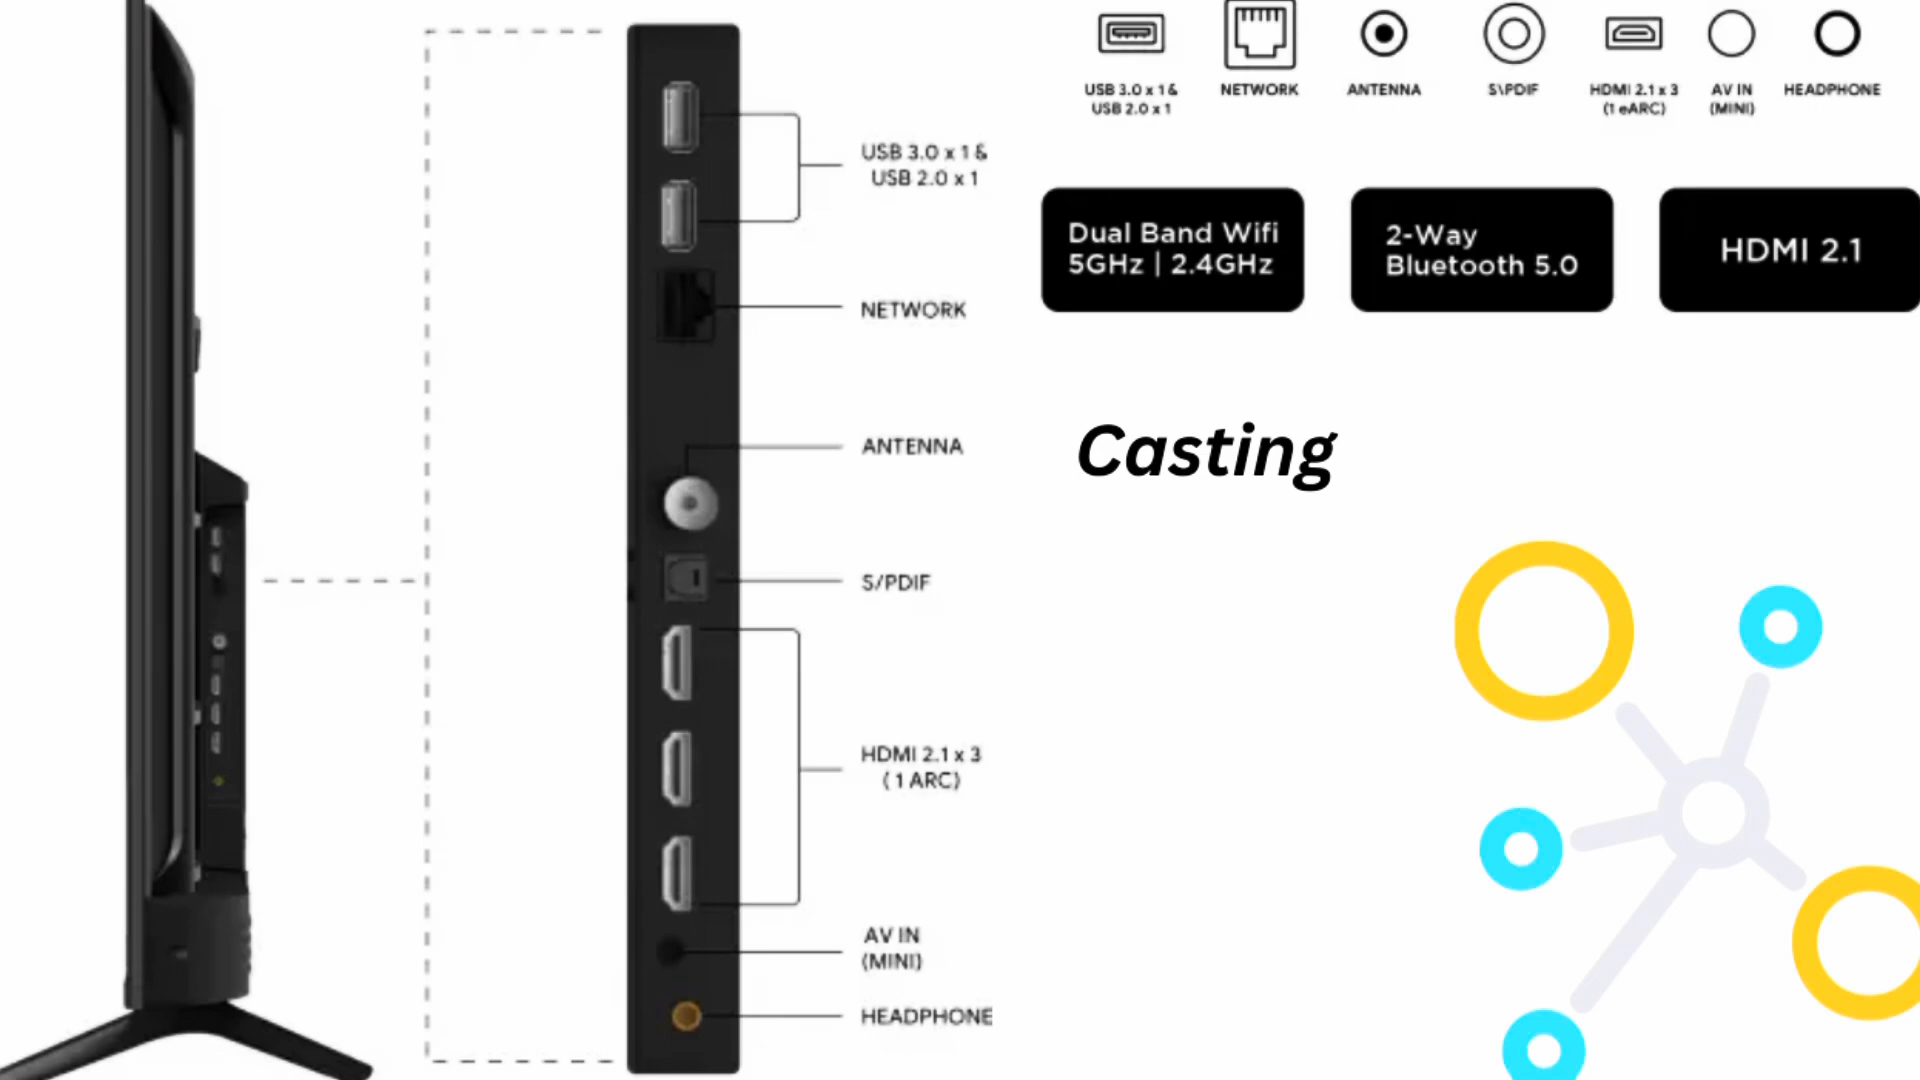 USB 3.0 x 1 &
USB 2.0 x 1
NETWORK
ANTENNA
S/PDIF
HDMI 2.1 x 3
( 1 ARC)
AV IN
(MINI)
HEADPHONE
USB 3.0 x 1 &
USB 2.0 x 1
NETWORK
ANTENNA
S\PDIF
HDMI 2.1 x 3
(1 eARC)
AV IN
(MINI)
HEADPHONE
Dual Band Wifi
5GHz | 2.4GHz
2-Way
Bluetooth 5.0
HDMI 2.1
Casting